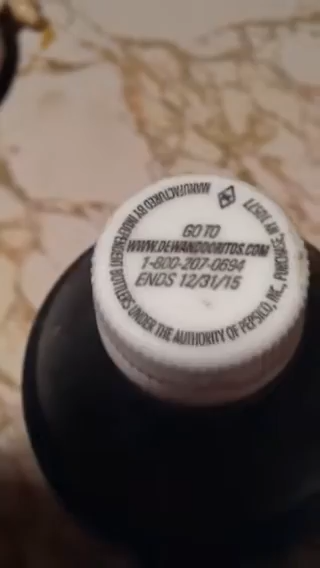 GO TO
WWW.DEWANDDORITOS.COM
1-800-207-0694
ENDS 12/31/15
MANUFACTURED BY INDEPENDENT BOTTLERS UNDER THE AUTHORITY OF PEPSICO, INC., PURCHASE, NY 10577